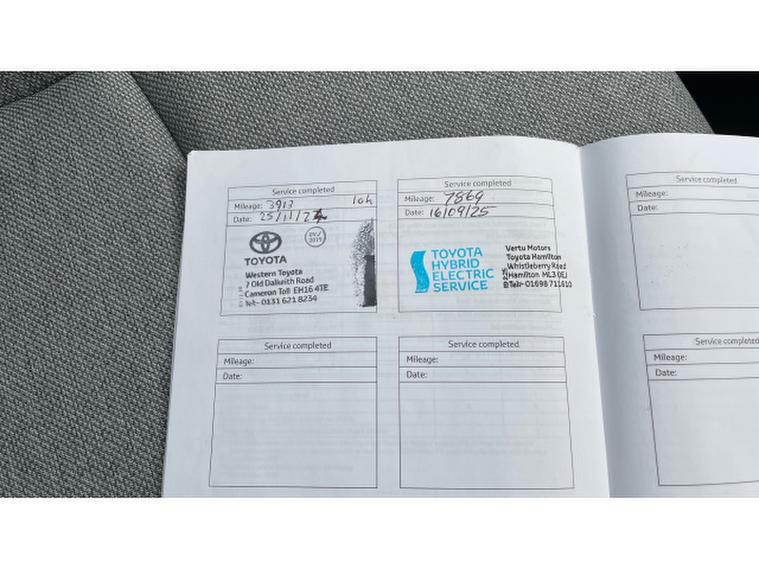 Service completed
Mileage: 3913
Date: 25/11/24
TOYOTA
Western Toyota
7 Old Dalkeith Road
Cameron Toll EH16 4TE
Tel:- 0131 621 8234
Service completed
Mileage: 7869
Date: 16/09/25
TOYOTA
HYBRID
ELECTRIC
SERVICE
Vertu Motors
Toyota Hamilton
Whistleberry Road
Hamilton ML3 0EJ
Tel:- 01698 711610
Service completed
Mileage:
Date:
Service completed
Mileage:
Date:
Service completed
Mileage:
Date:
Service completed
Mileage:
Date: